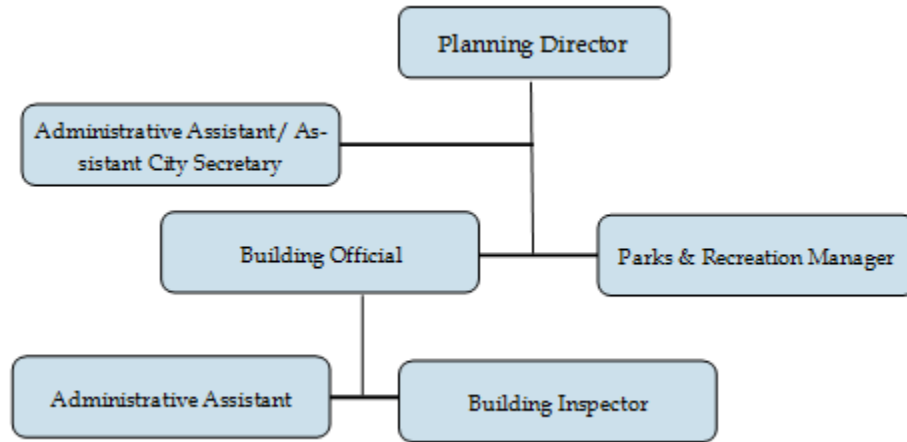 Planning Director
Administrative Assistant/ As-
sistant City Secretary
Building Official
Parks & Recreation Manager
Administrative Assistant
Building Inspector